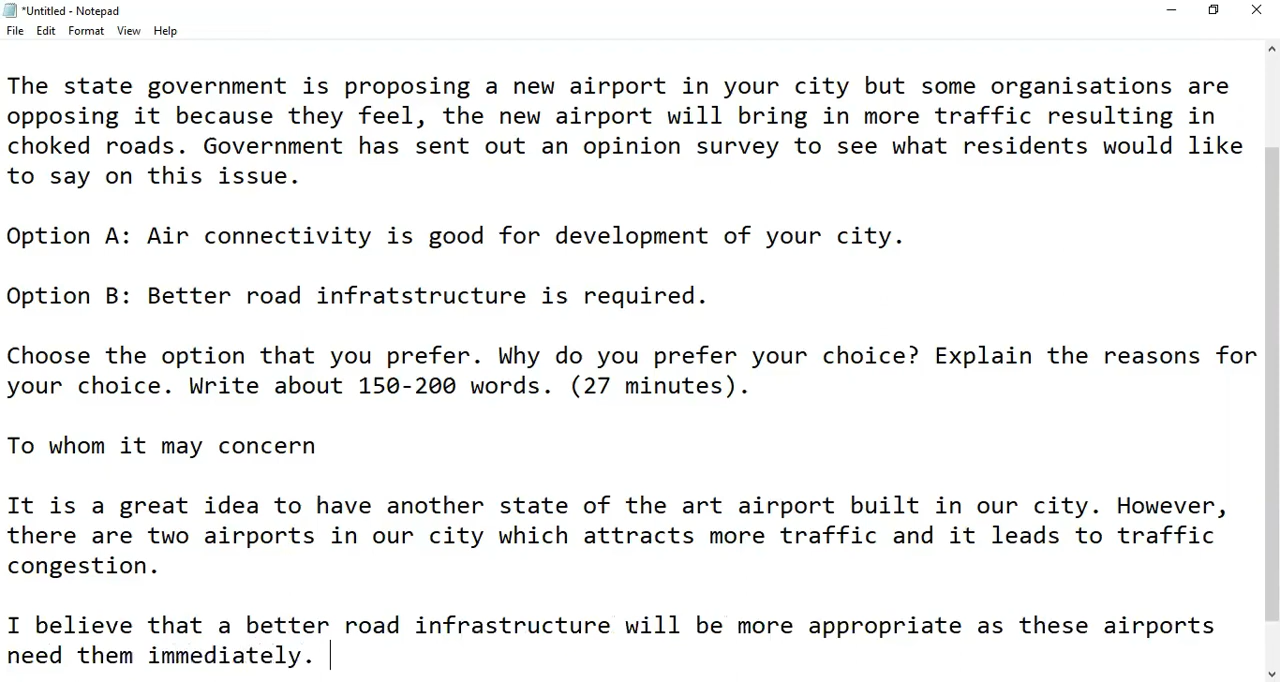 *Untitled - Notepad
File Edit Format View Help
The state government is proposing a new airport in your city but some organisations are
opposing it because they feel, the new airport will bring in more traffic resulting in
choked roads. Government has sent out an opinion survey to see what residents would like
to say on this issue.
Option A: Air connectivity is good for development of your city.
Option B: Better road infratstructure is required.
Choose the option that you prefer. Why do you prefer your choice? Explain the reasons for
your choice. Write about 150-200 words. (27 minutes).
To whom it may concern
It is a great idea to have another state of the art airport built in our city. However,
there are two airports in our city which attracts more traffic and it leads to traffic
congestion.
I believe that a better road infrastructure will be more appropriate as these airports
need them immediately.